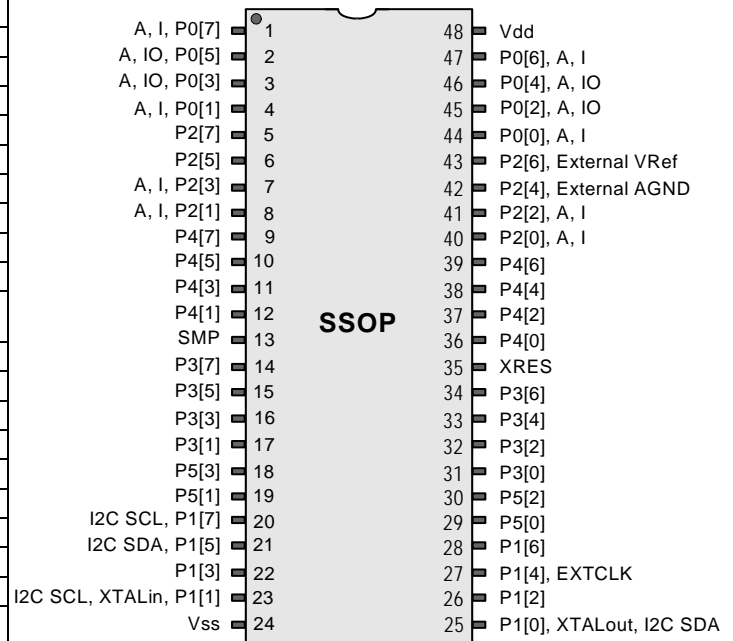 A, I, P0[7] 1 48 Vdd
A, IO, P0[5] 2 47 P0[6], A, I
A, IO, P0[3] 3 46 P0[4], A, IO
A, I, P0[1] 4 45 P0[2], A, IO
P2[7] 5 44 P0[0], A, I
P2[5] 6 43 P2[6], External VRef
A, I, P2[3] 7 42 P2[4], External AGND
A, I, P2[1] 8 41 P2[2], A, I
P4[7] 9 40 P2[0], A, I
P4[5] 10 39 P4[6]
P4[3] 11 38 P4[4]
P4[1] 12 37 P4[2]
SSOP
SMP 13 36 P4[0]
P3[7] 14 35 XRES
P3[5] 15 34 P3[6]
P3[3] 16 33 P3[4]
P3[1] 17 32 P3[2]
P5[3] 18 31 P3[0]
P5[1] 19 30 P5[2]
I2C SCL, P1[7] 20 29 P5[0]
I2C SDA, P1[5] 21 28 P1[6]
P1[3] 22 27 P1[4], EXTCLK
I2C SCL, XTALin, P1[1] 23 26 P1[2]
Vss 24 25 P1[0], XTALout, I2C SDA